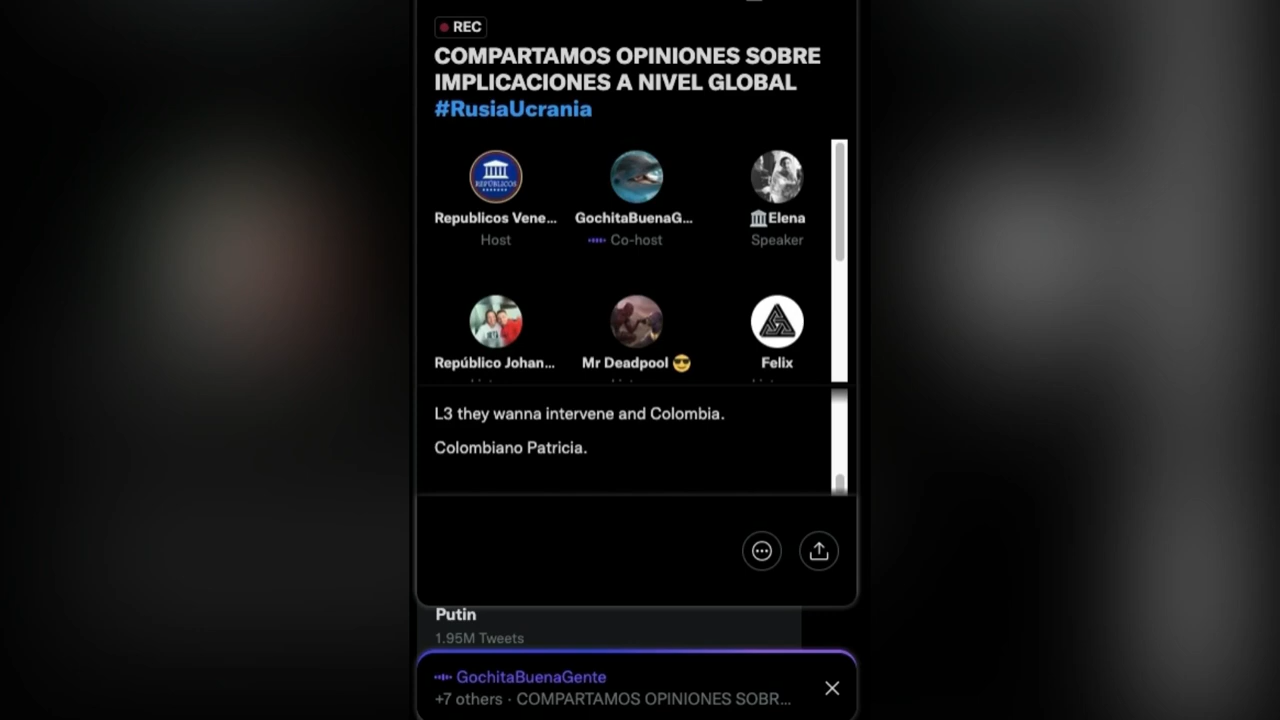 REC
COMPARTAMOS OPINIONES SOBRE
IMPLICACIONES A NIVEL GLOBAL
#RusiaUcrania
REPÚBLICOS
Republicos Vene... GochitaBuenaG... 🏛️Elena
Host Co-host Speaker
Repúblico Johan... Mr Deadpool 😎 Felix
L3 they wanna intervene and Colombia.
Colombiano Patricia.
Putin
1.95M Tweets
GochitaBuenaGente
+7 others · COMPARTAMOS OPINIONES SOBR...